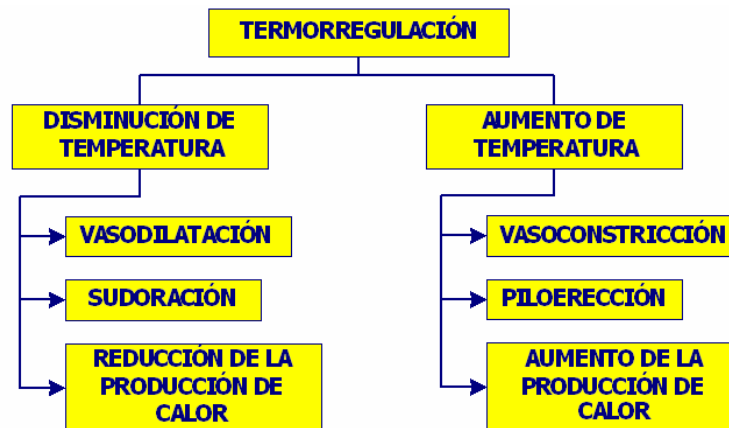 TERMORREGULACIÓN
DISMINUCIÓN DE
TEMPERATURA
VASODILATACIÓN
SUDORACIÓN
REDUCCIÓN DE LA
PRODUCCIÓN DE
CALOR
AUMENTO DE
TEMPERATURA
VASOCONSTRICCIÓN
PILOERECCIÓN
AUMENTO DE LA
PRODUCCIÓN DE
CALOR